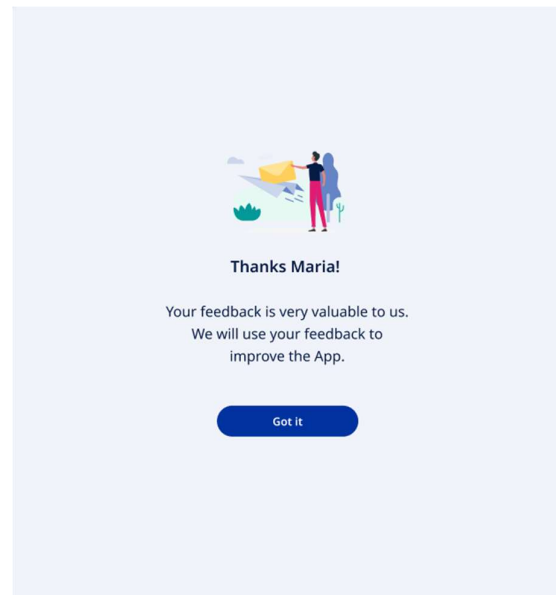 Thanks Maria!
Your feedback is very valuable to us.
We will use your feedback to
improve the App.
Got it